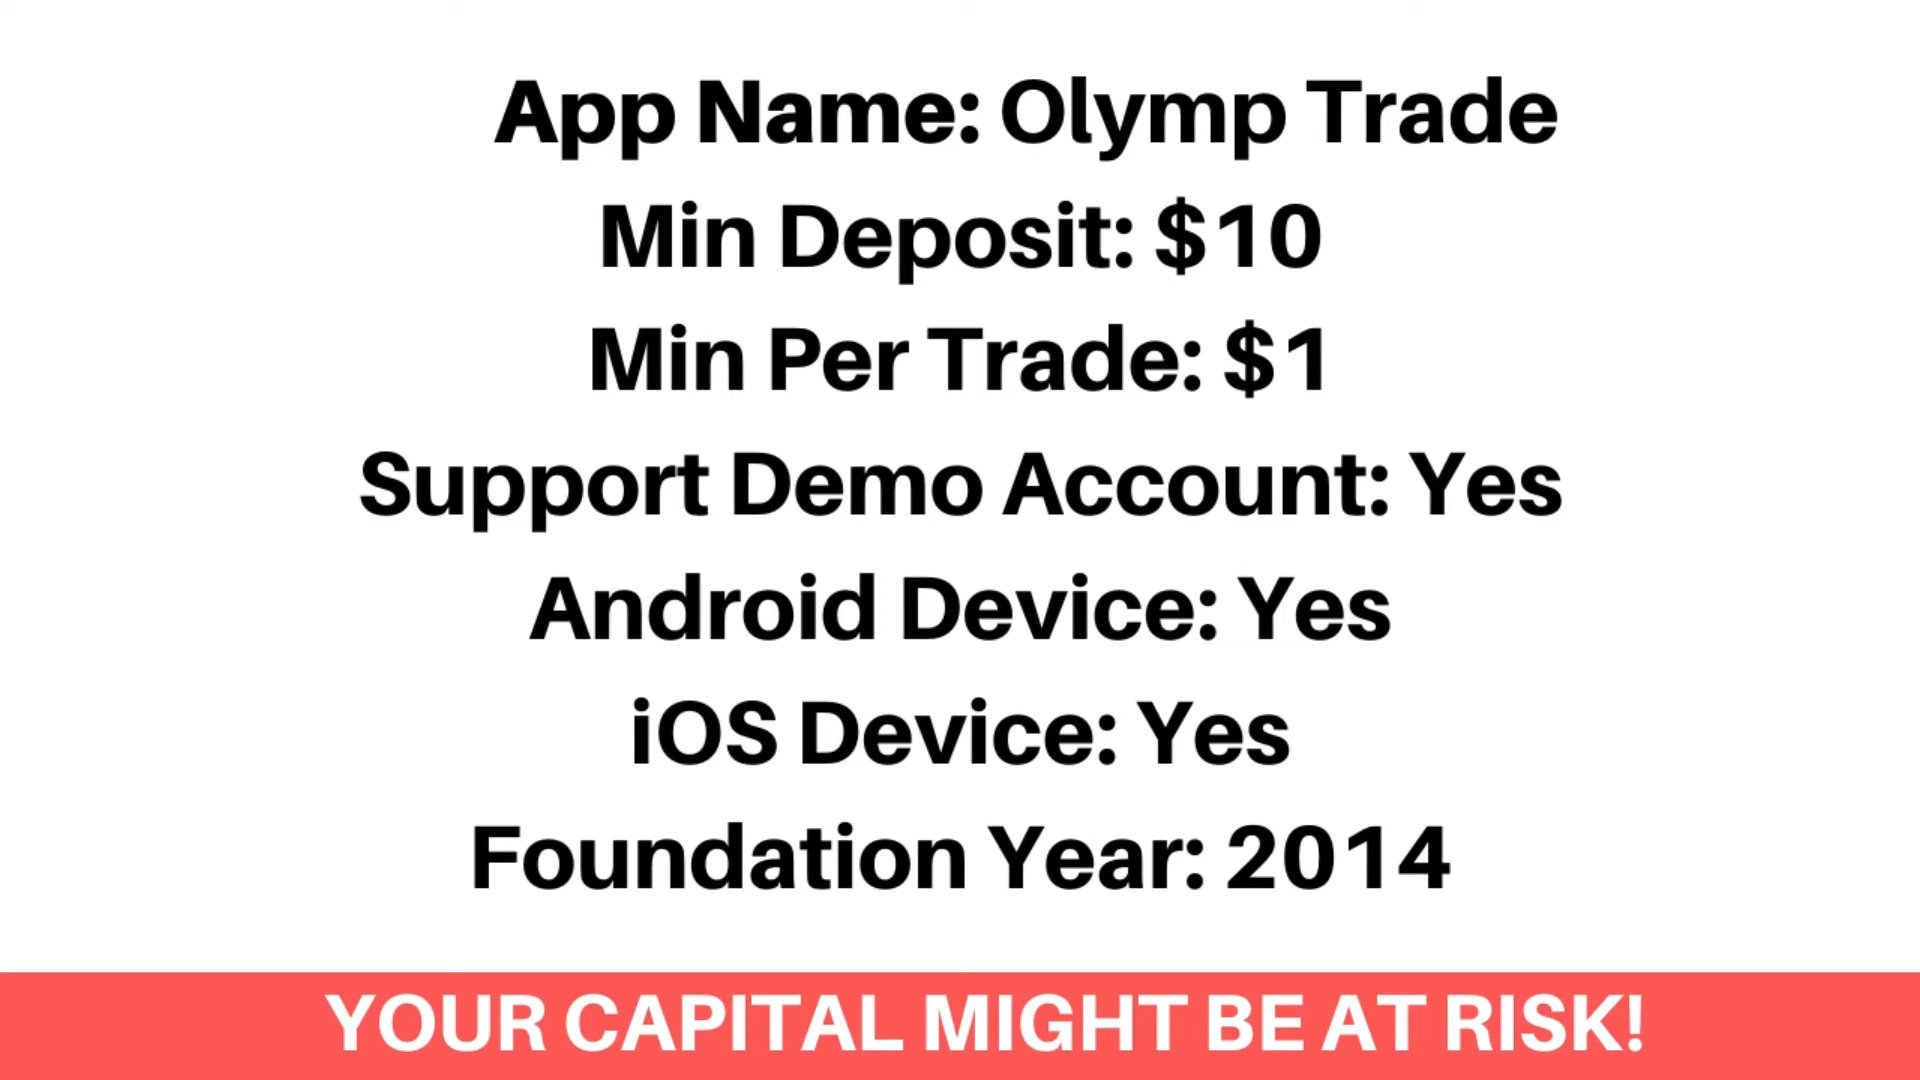 App Name: Olymp Trade
Min Deposit: $10
Min Per Trade: $1
Support Demo Account: Yes
Android Device: Yes
iOS Device: Yes
Foundation Year: 2014
YOUR CAPITAL MIGHT BE AT RISK!